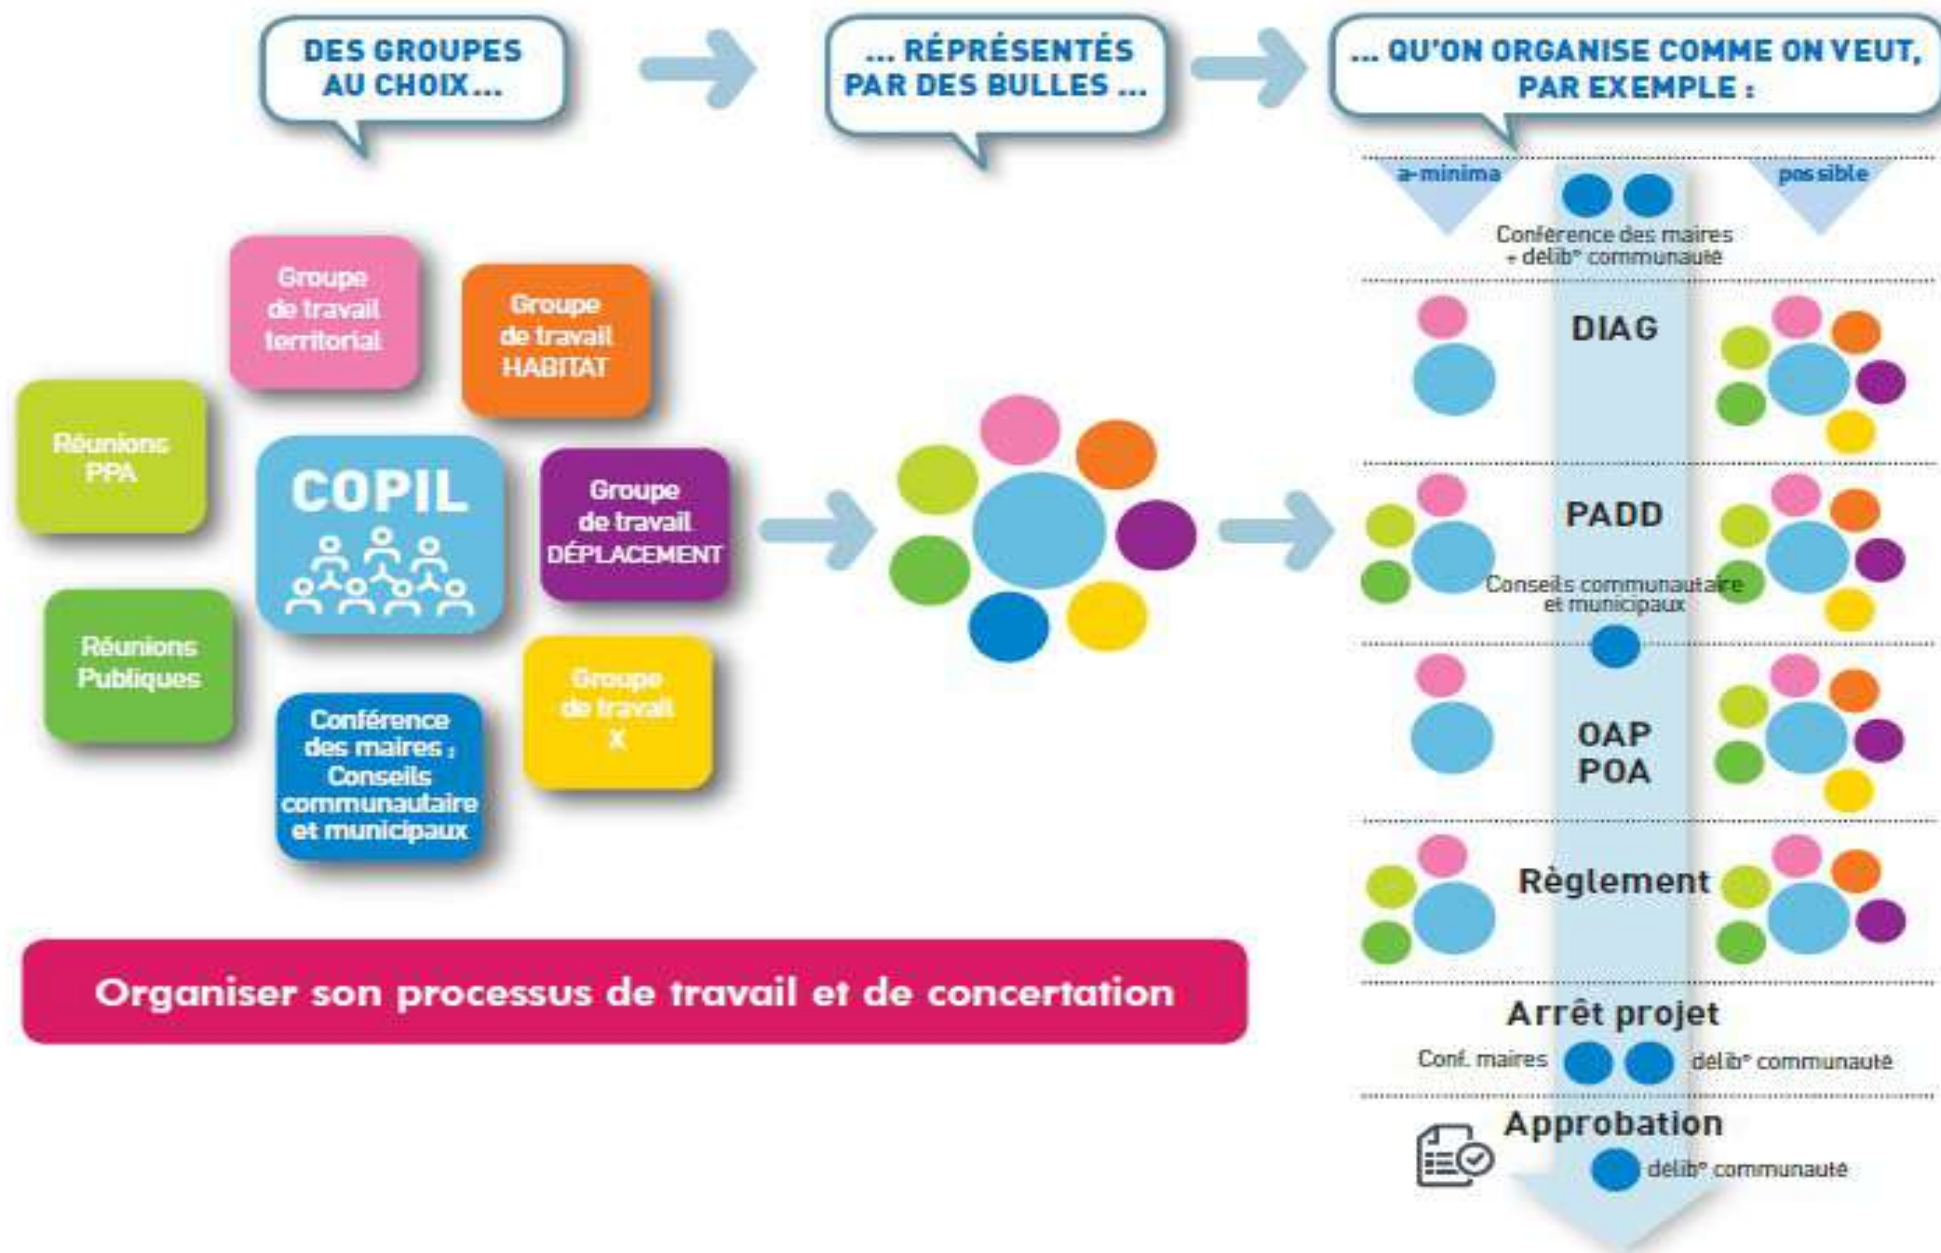 DES GROUPES
AU CHOIX...
... RÉPRÉSENTÉS
PAR DES BULLES ...
... QU'ON ORGANISE COMME ON VEUT,
PAR EXEMPLE :
Groupe
de travail
territorial
Groupe
de travail
HABITAT
Réunions
PPA
COPIL
Groupe
de travail
DÉPLACEMENT
Réunions
Publiques
Conférence
des maires :
Conseils
communautaire
et municipaux
Groupe
de travail
X
a-minima
possible
Conférence des maires
+ délib° communauté
DIAG
PADD
Conseils communautaire
et municipaux
OAP
POA
Règlement
Arrêt projet
Conf. maires
délib° communauté
Approbation
délib° communauté
Organiser son processus de travail et de concertation